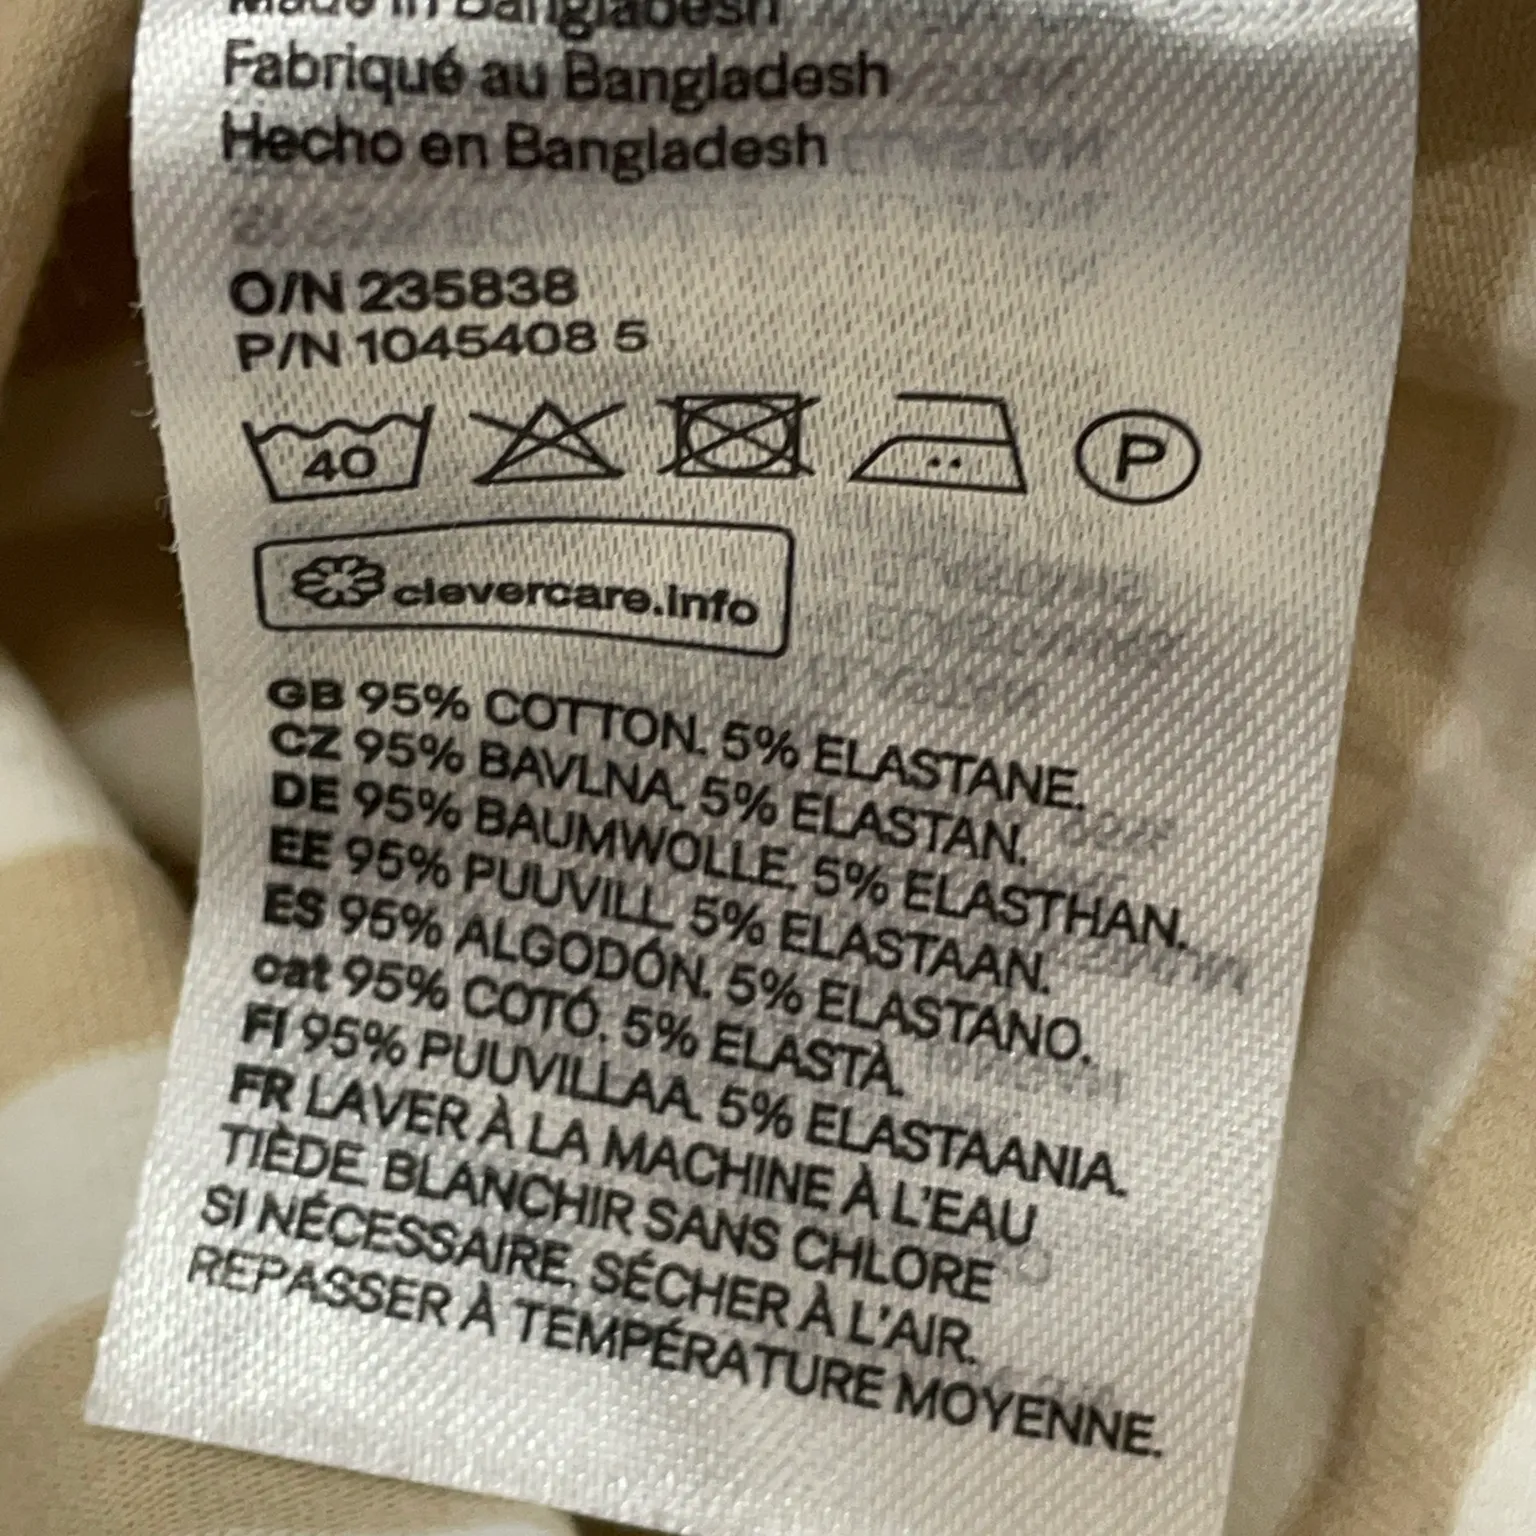 Made in Bangladesh
Fabriqué au Bangladesh
Hecho en Bangladesh
O/N 235838
P/N 1045408 5
40
P
clevercare.info
GB 95% COTTON. 5% ELASTANE.
CZ 95% BAVLNA. 5% ELASTAN.
DE 95% BAUMWOLLE. 5% ELASTHAN.
EE 95% PUUVILL. 5% ELASTAAN.
ES 95% ALGODÓN. 5% ELASTANO.
cat 95% COTÓ. 5% ELASTÀ.
FI 95% PUUVILLAA. 5% ELASTAANIA.
FR LAVER À LA MACHINE À L'EAU
TIÈDE. BLANCHIR SANS CHLORE
SI NÉCESSAIRE. SÉCHER À L'AIR.
REPASSER À TEMPÉRATURE MOYENNE.